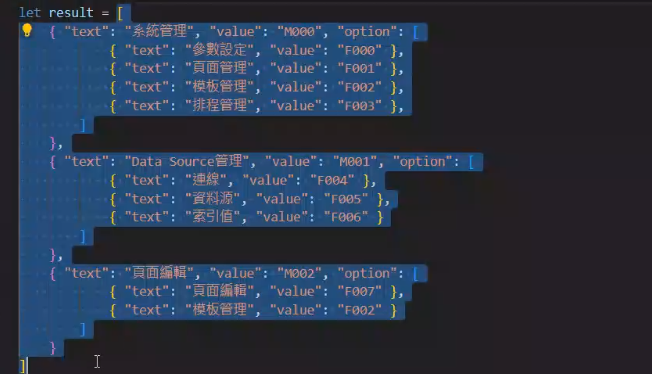 let result = [
{ "text": "系統管理", "value": "M000", "option": [
{ "text": "參數設定", "value": "F000" },
{ "text": "頁面管理", "value": "F001" },
{ "text": "模板管理", "value": "F002" },
{ "text": "排程管理", "value": "F003" },
]
},
{ "text": "Data Source管理", "value": "M001", "option": [
{ "text": "連線", "value": "F004" },
{ "text": "資料源", "value": "F005" },
{ "text": "索引值", "value": "F006" }
]
},
{ "text": "頁面編輯", "value": "M002", "option": [
{ "text": "頁面編輯", "value": "F007" },
{ "text": "模板管理", "value": "F002" }
]
}
]